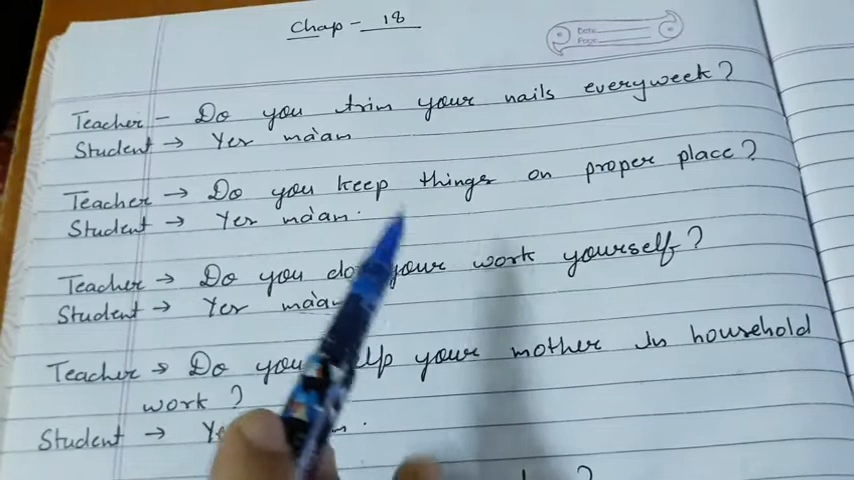 Chap - 18
Date
Page
Teacher - Do you trim your nails everyweek?
Student → Yes ma'am
Teacher → Do you keep things on proper place?
Student → Yes ma'am.
Teacher → Do you do your work yourself?
Student → Yes ma'am
Teacher → Do you your mother in household
work?
Student →